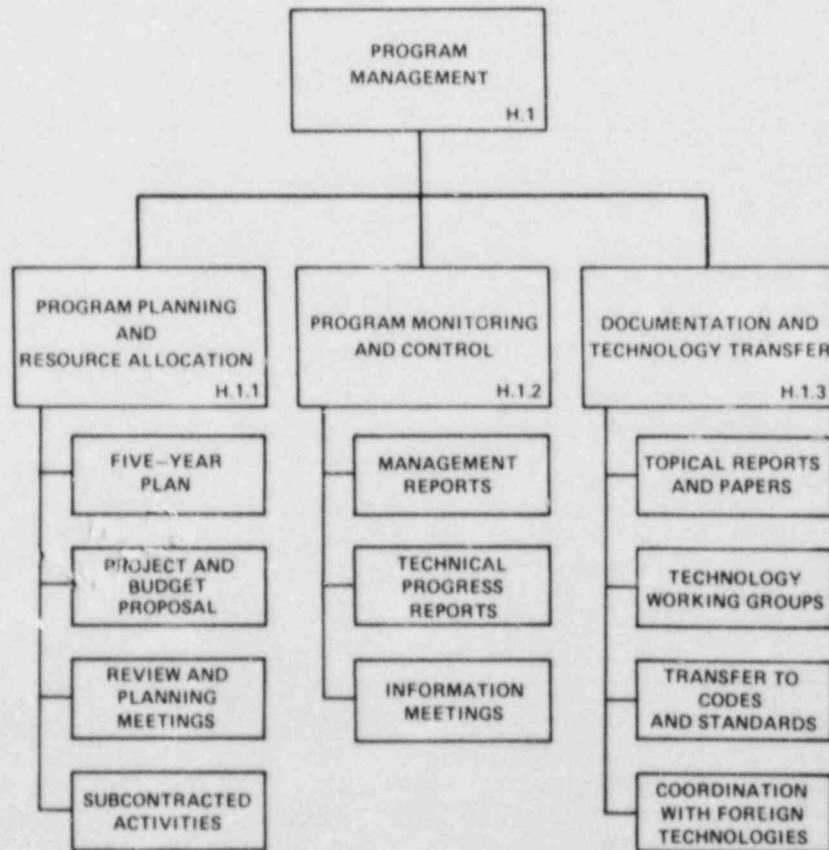 PROGRAM
MANAGEMENT
H.1
PROGRAM PLANNING
AND
RESOURCE ALLOCATION
H.1.1
FIVE-YEAR
PLAN
PROJECT AND
BUDGET
PROPOSAL
REVIEW AND
PLANNING
MEETINGS
SUBCONTRACTED
ACTIVITIES
PROGRAM MONITORING
AND CONTROL
H.1.2
MANAGEMENT
REPORTS
TECHNICAL
PROGRESS
REPORTS
INFORMATION
MEETINGS
DOCUMENTATION AND
TECHNOLOGY TRANSFER
H.1.3
TOPICAL REPORTS
AND PAPERS
TECHNOLOGY
WORKING GROUPS
TRANSFER TO
CODES
AND STANDARDS
COORDINATION
WITH FOREIGN
TECHNOLOGIES